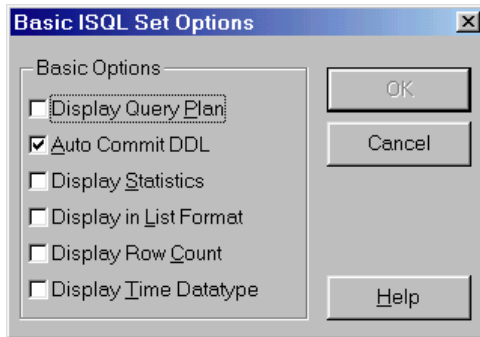 Basic ISQL Set Options
Basic Options
Display Query Plan
Auto Commit DDL
Display Statistics
Display in List Format
Display Row Count
Display Time Datatype
OK
Cancel
Help